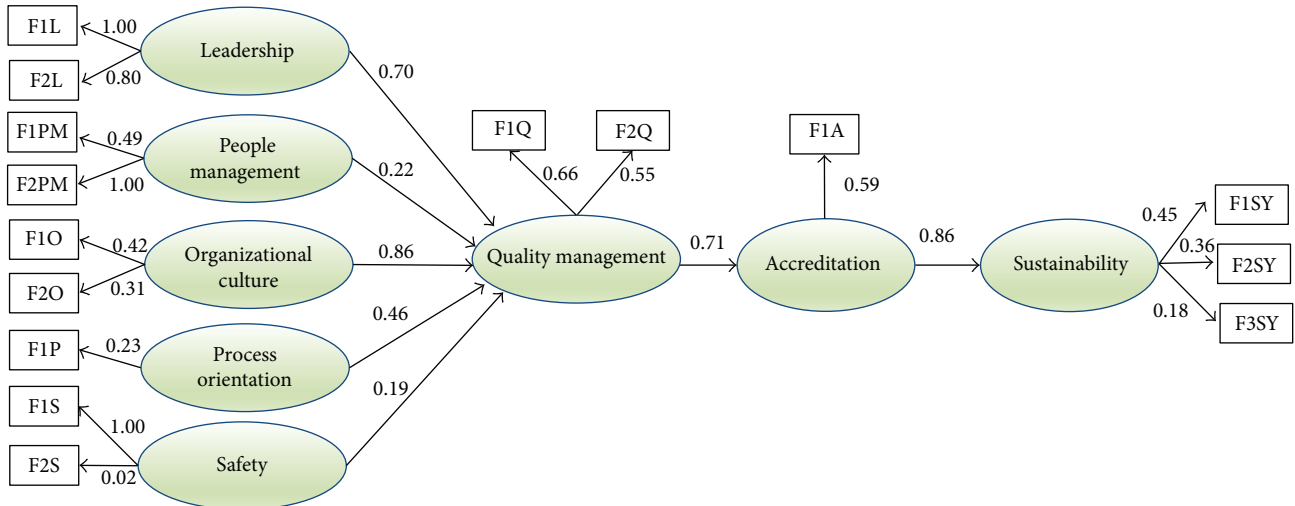 F1L
1.00
Leadership
F2L
0.80
0.70
F1PM
0.49
People
management
F2PM
1.00
0.22
F1O
0.42
Organizational
culture
F2O
0.31
0.86
F1P
0.23
Process
orientation
0.46
F1S
1.00
Safety
F2S
0.02
0.19
F1Q
F2Q
0.66
0.55
Quality management
0.71
F1A
0.59
Accreditation
0.86
Sustainability
0.45
F1SY
0.36
F2SY
0.18
F3SY